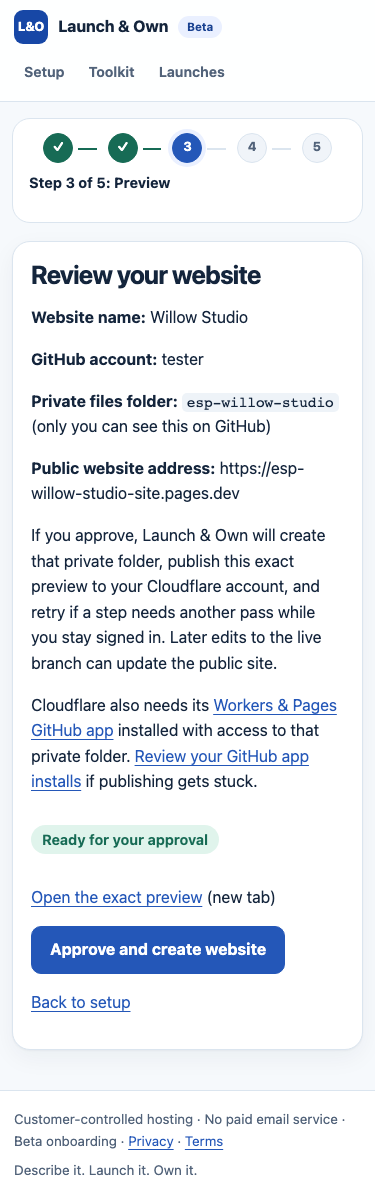 L&O Launch & Own Beta
Setup Toolkit Launches
3 4 5
Step 3 of 5: Preview
Review your website
Website name: Willow Studio
GitHub account: tester
Private files folder: esp-willow-studio
(only you can see this on GitHub)
Public website address: https://esp-
willow-studio-site.pages.dev
If you approve, Launch & Own will create
that private folder, publish this exact
preview to your Cloudflare account, and
retry if a step needs another pass while
you stay signed in. Later edits to the live
branch can update the public site.
Cloudflare also needs its Workers & Pages
GitHub app installed with access to that
private folder. Review your GitHub app
installs if publishing gets stuck.
Ready for your approval
Open the exact preview (new tab)
Approve and create website
Back to setup
Customer-controlled hosting · No paid email service ·
Beta onboarding · Privacy · Terms
Describe it. Launch it. Own it.